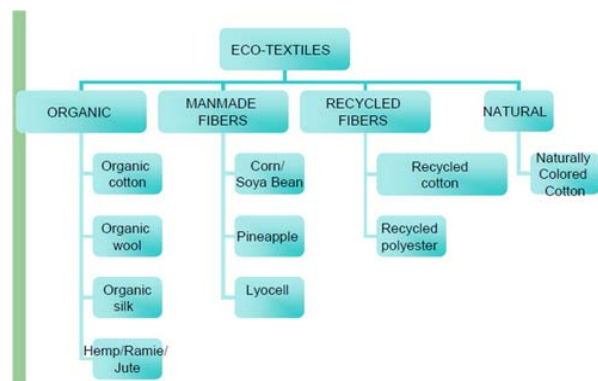 ECO-TEXTILES
ORGANIC
MANMADE
FIBERS
RECYCLED
FIBERS
NATURAL
Organic
cotton
Organic
wool
Organic
silk
Hemp/Ramie/
Jute
Corn/
Soya Bean
Pineapple
Lyocell
Recycled
cotton
Recycled
polyester
Naturally
Colored
Cotton